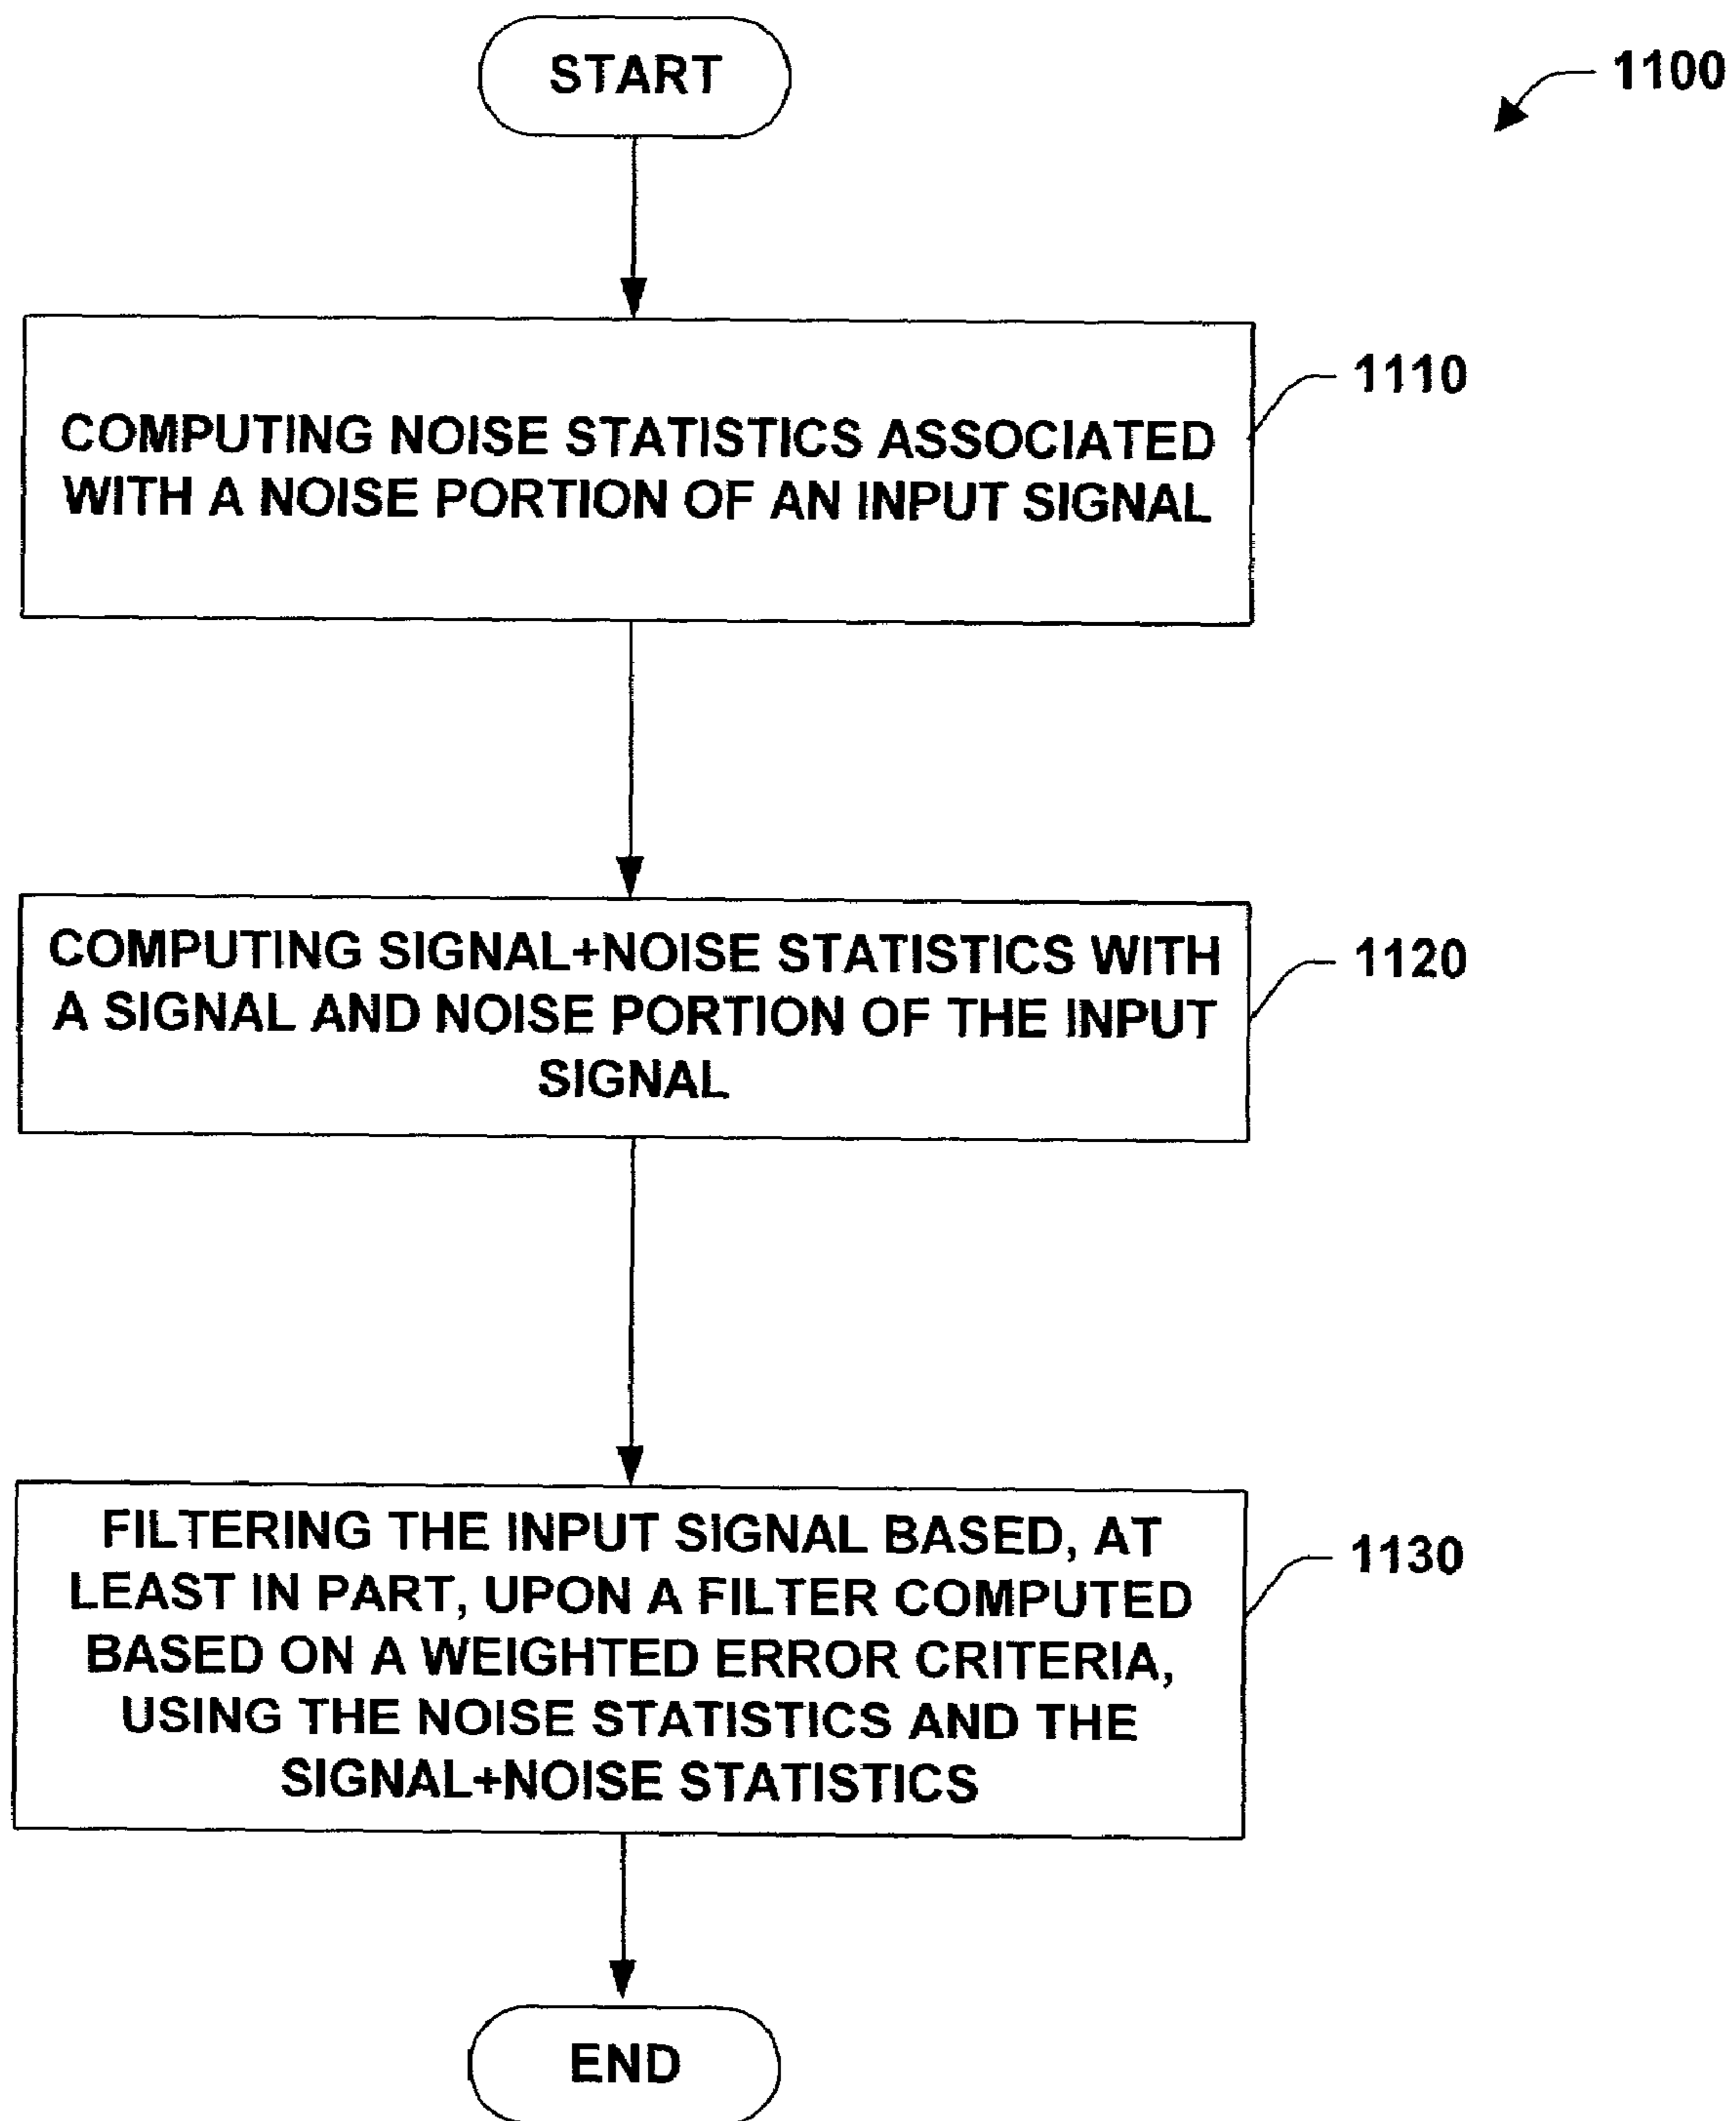 START
1100
COMPUTING NOISE STATISTICS ASSOCIATED
WITH A NOISE PORTION OF AN INPUT SIGNAL
1110
COMPUTING SIGNAL+NOISE STATISTICS WITH
A SIGNAL AND NOISE PORTION OF THE INPUT
SIGNAL
1120
FILTERING THE INPUT SIGNAL BASED, AT
LEAST IN PART, UPON A FILTER COMPUTED
BASED ON A WEIGHTED ERROR CRITERIA,
USING THE NOISE STATISTICS AND THE
SIGNAL+NOISE STATISTICS
1130
END